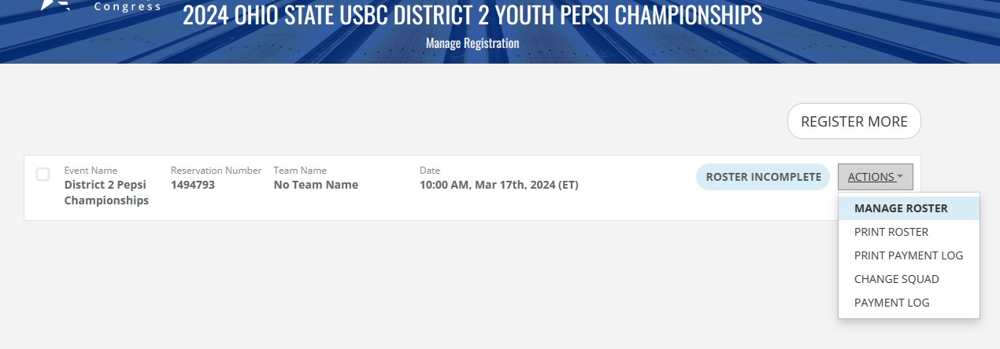 Congress
2024 OHIO STATE USBC DISTRICT 2 YOUTH PEPSI CHAMPIONSHIPS
Manage Registration
REGISTER MORE
Event Name
District 2 Pepsi
Championships
Reservation Number
1494793
Team Name
No Team Name
Date
10:00 AM, Mar 17th, 2024 (ET)
ROSTER INCOMPLETE
ACTIONS
MANAGE ROSTER
PRINT ROSTER
PRINT PAYMENT LOG
CHANGE SQUAD
PAYMENT LOG